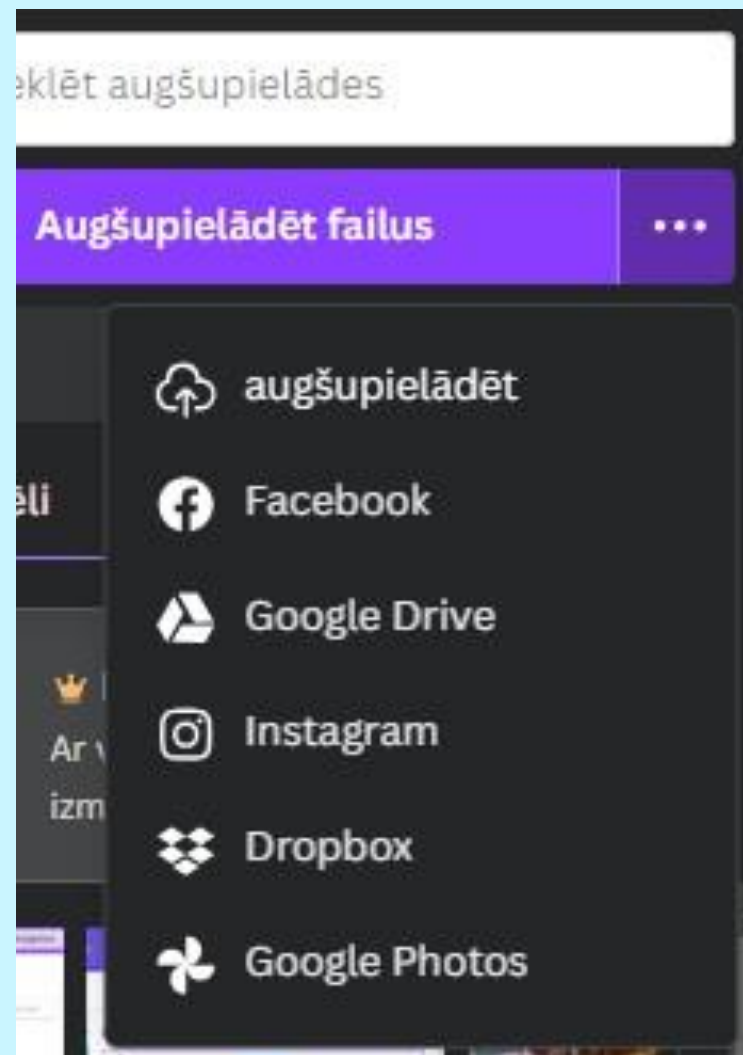 eklēt augšupielādes
Augšupielādēt failus
augšupielādēt
Facebook
ēli
Google Drive
Instagram
Ar
izm
Dropbox
Google Photos